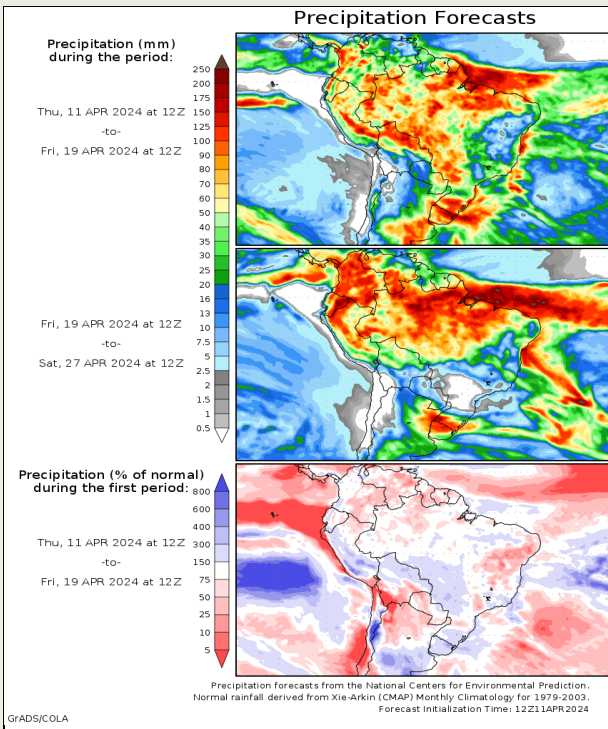 Precipitation Forecasts
Precipitation (mm)
during the period:
Thu, 11 APR 2024 at 12Z
-to-
Fri, 19 APR 2024 at 12Z
250
200
175
150
125
100
90
80
70
60
50
40
35
30
25
20
16
13
10
7.5
5
2.5
2
1.5
1
0.5
Fri, 19 APR 2024 at 12Z
-to-
Sat, 27 APR 2024 at 12Z
Precipitation (% of normal)
during the first period:
Thu, 11 APR 2024 at 12Z
-to-
Fri, 19 APR 2024 at 12Z
800
600
400
300
150
75
50
25
10
5
Precipitation forecasts from the National Centers for Environmental Prediction.
Normal rainfall derived from Xie-Arkin (CMAP) Monthly Climatology for 1979-2003.
Forecast Initialization Time: 12Z11APR2024
GrADS/COLA